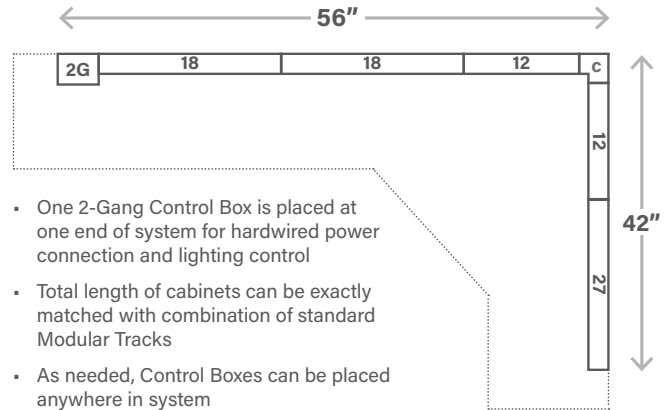 56”
2G 18 18 12 C
12
42”
27
▪ One 2-Gang Control Box is placed at
one end of system for hardwired power
connection and lighting control
▪ Total length of cabinets can be exactly
matched with combination of standard
Modular Tracks
▪ As needed, Control Boxes can be placed
anywhere in system